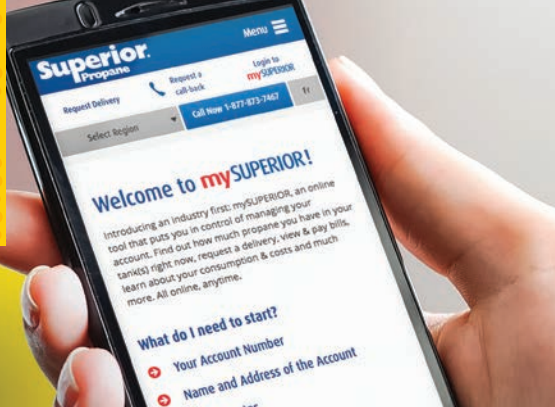 Superior.
Propane
Menu
Request Delivery
Request a
call-back
Login to
mySUPERIOR
Select Region
Call Now 1-877-873-7467
Welcome to mySUPERIOR!
Introducing an industry first: mySUPERIOR, an online
tool that puts you in control of managing your
account. Find out how much propane you have in your
tank(s) right now, request a delivery, view & pay bills,
learn about your consumption & costs and much
more. All online, anytime.
What do I need to start?
Your Account Number
Name and Address of the Account